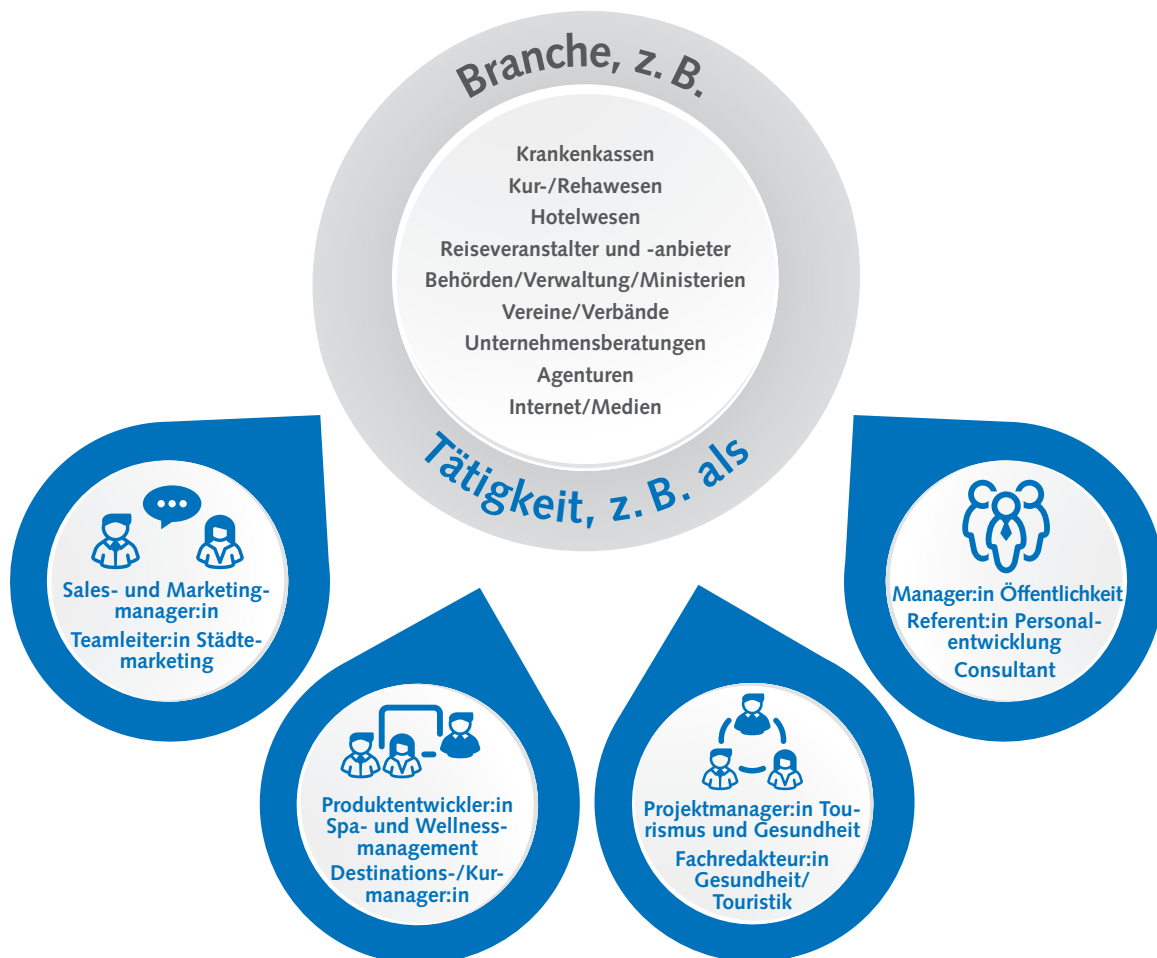 Branche, z. B.
Krankenkassen
Kur-/Rehawesen
Hotelwesen
Reiseveranstalter und -anbieter
Behörden/Verwaltung/Ministerien
Vereine/Verbände
Unternehmensberatungen
Agenturen
Internet/Medien
Tätigkeit, z. B. als
Sales- und Marketing-
manager:in
Teamleiter:in Städte-
marketing
Produktentwickler:in
Spa- und Wellness-
management
Destinations-/Kur-
manager:in
Projektmanager:in Tou-
rismus und Gesundheit
Fachredakteur:in
Gesundheit/
Touristik
Manager:in Öffentlichkeit
Referent:in Personal-
entwicklung
Consultant